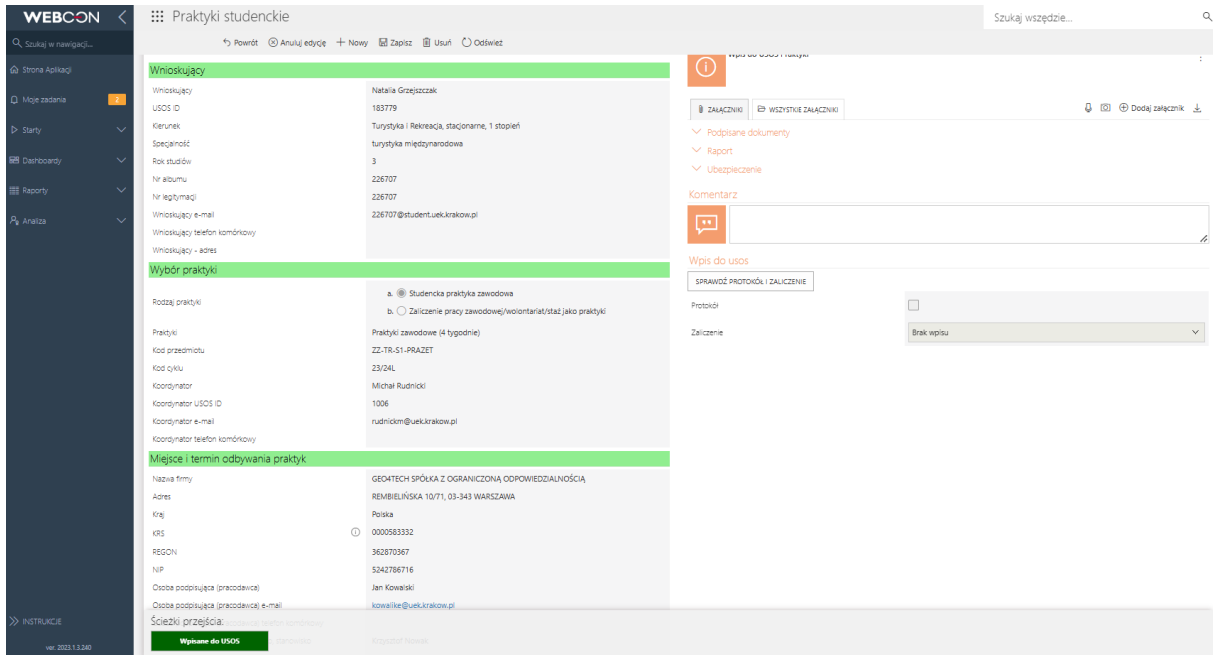 WEBCON
Praktyki studenckie
Szukaj wszędzie...
Szukaj w nawigacji...
Powrót Anuluj edycję Nowy Zapisz Usuń Odśwież
Strona Aplikacji
Moje zadania 2
Starty
Dashboardy
Raporty
Analiza
INSTRUKCJE
ver. 2023.1.3.240
Wnioskujący
Wnioskujący Natalia Grzejszczak
USOS ID 183779
Kierunek Turystyka i Rekreacja, stacjonarne, 1 stopień
Specjalność turystyka międzynarodowa
Rok studiów 3
Nr albumu 226707
Nr legitymacji 226707
Wnioskujący e-mail 226707@student.uek.krakow.pl
Wnioskujący telefon komórkowy
Wnioskujący - adres
Wybór praktyki
Rodzaj praktyki
a. Studencka praktyka zawodowa
b. Zaliczenie pracy zawodowej/wolontariat/staż jako praktyki
Praktyki Praktyki zawodowe (4 tygodnie)
Kod przedmiotu ZZ-TR-S1-PRAZET
Kod cyklu 23/24L
Koordynator Michał Rudnicki
Koordynator USOS ID 1006
Koordynator e-mail rudnickm@uek.krakow.pl
Koordynator telefon komórkowy
Miejsce i termin odbywania praktyk
Nazwa firmy GEO4TECH SPÓŁKA Z OGRANICZONĄ ODPOWIEDZIALNOŚCIĄ
Adres REMBIELIŃSKA 10/71, 03-343 WARSZAWA
Kraj Polska
KRS 0000583332
REGON 362870367
NIP 5242786716
Osoba podpisująca (pracodawca) Jan Kowalski
Osoba podpisująca (pracodawca) e-mail kowalike@uek.krakow.pl
Ścieżki przejścia:
Wpisane do USOS
Krzysztof Nowak
Wpis do USOS i Praktyki
ZAŁĄCZNIKI WSZYSTKIE ZAŁĄCZNIKI
Dodaj załącznik
Podpisane dokumenty
Raport
Ubezpieczenie
Komentarz
Wpis do usos
SPRAWDŹ PROTOKÓŁ I ZALICZENIE
Protokół
Zaliczenie Brak wpisu